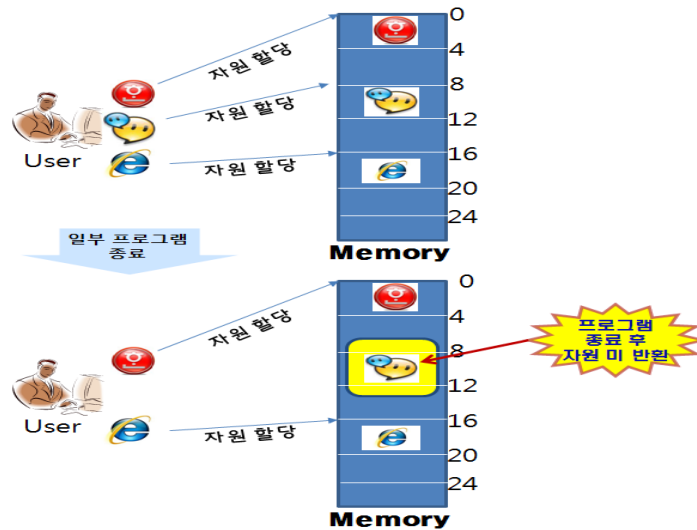 0
자원 할당
4
8
자원 할당
12
User
16
자원 할당
20
24
Memory
일부 프로그램
종료
0
자원 할당
4
프로그램
종료 후
자원 미 반환
8
12
User
16
자원 할당
20
24
Memory